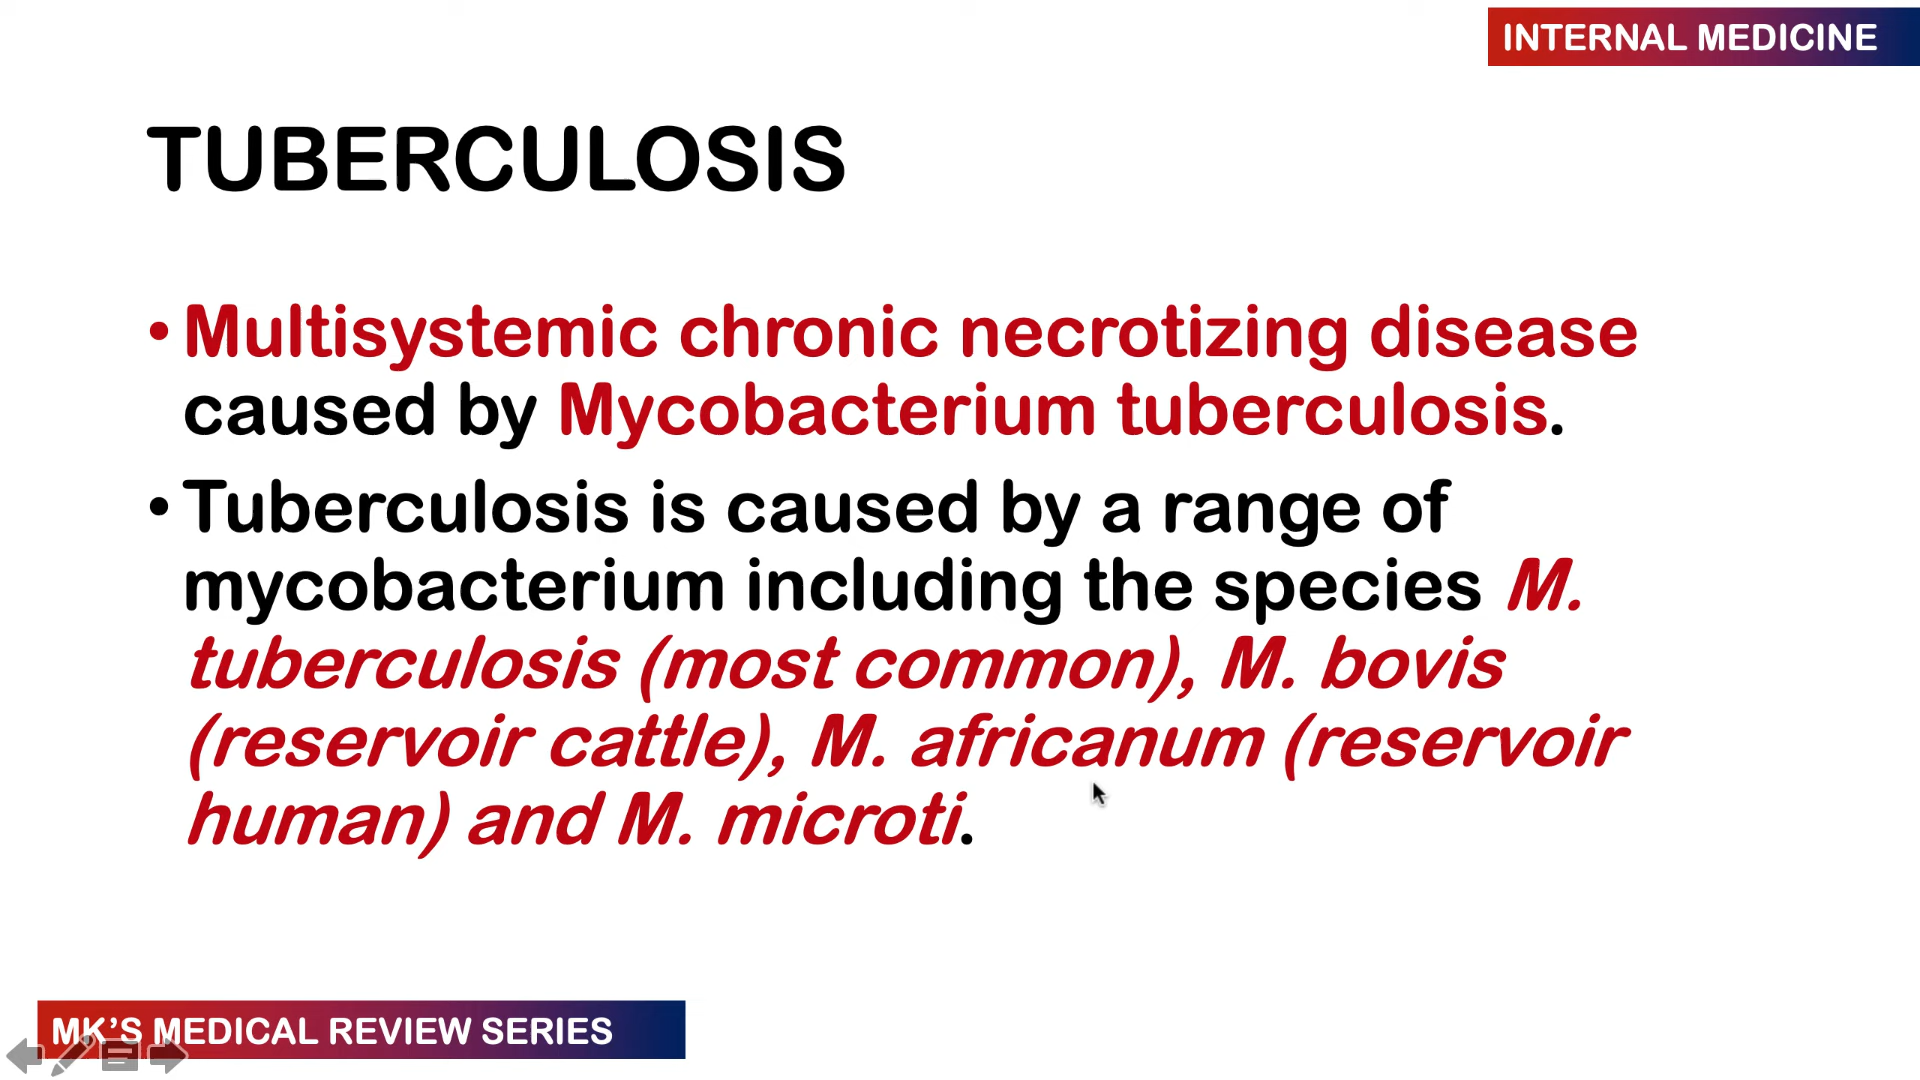 INTERNAL MEDICINE
TUBERCULOSIS
• Multisystemic chronic necrotizing disease
caused by Mycobacterium tuberculosis.
• Tuberculosis is caused by a range of
mycobacterium including the species M.
tuberculosis (most common), M. bovis
(reservoir cattle), M. africanum (reservoir
human) and M. microti.
MK’S MEDICAL REVIEW SERIES